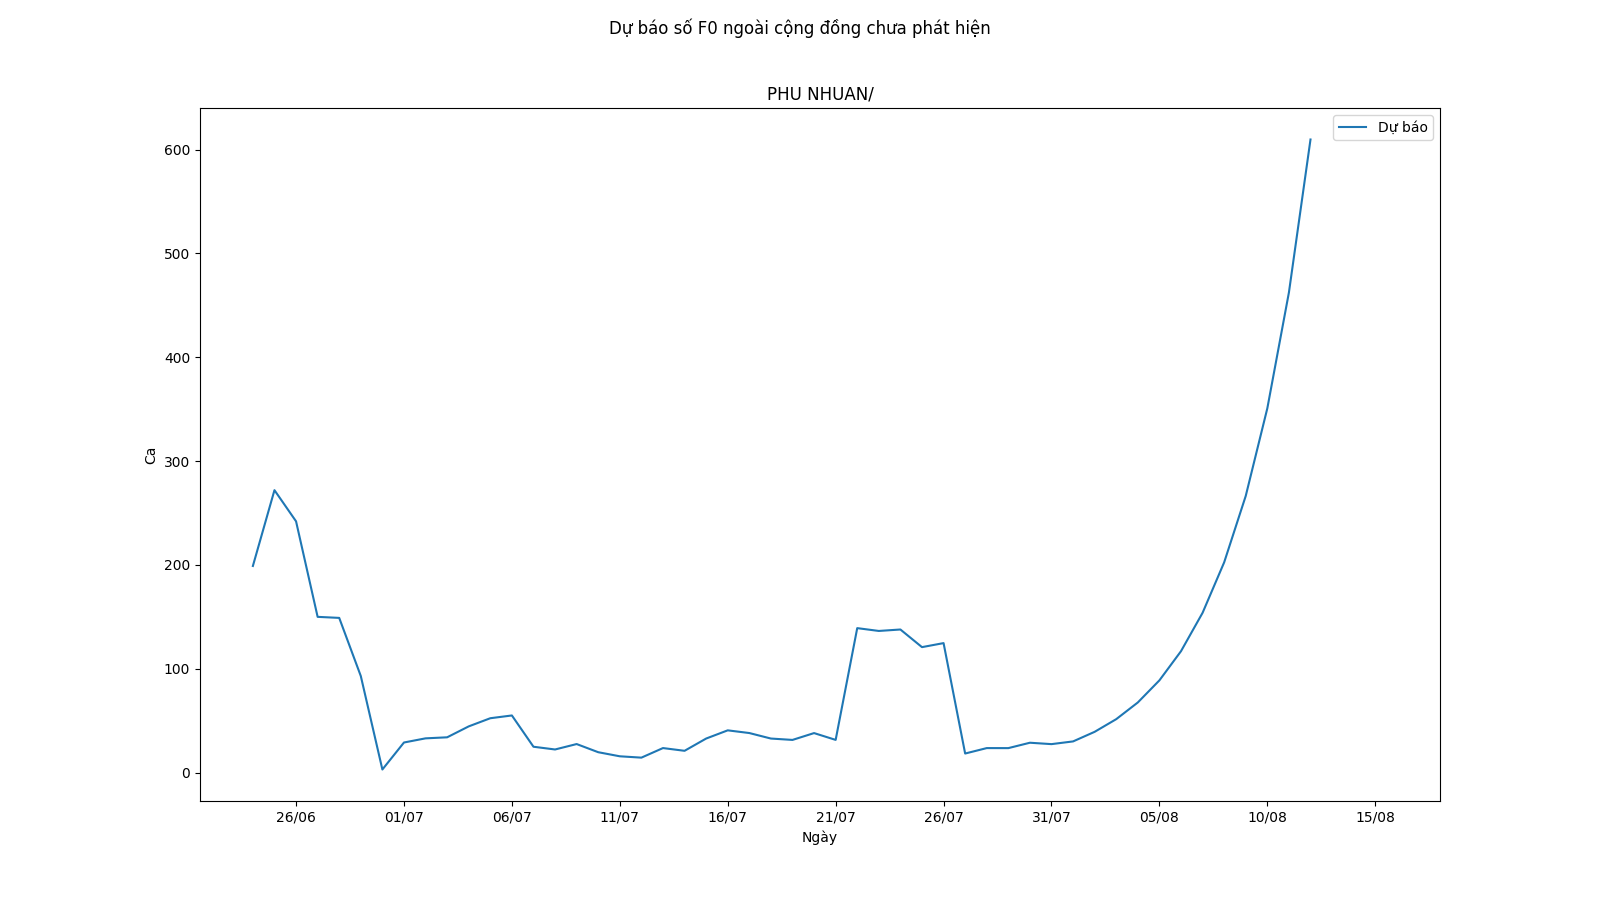 Dự báo số F0 ngoài cộng đồng chưa phát hiện
PHU NHUAN/
Dự báo
600
500
400
300
200
100
0
Ca
26/06 01/07 06/07 11/07 16/07 21/07 26/07 31/07 05/08 10/08 15/08
Ngày